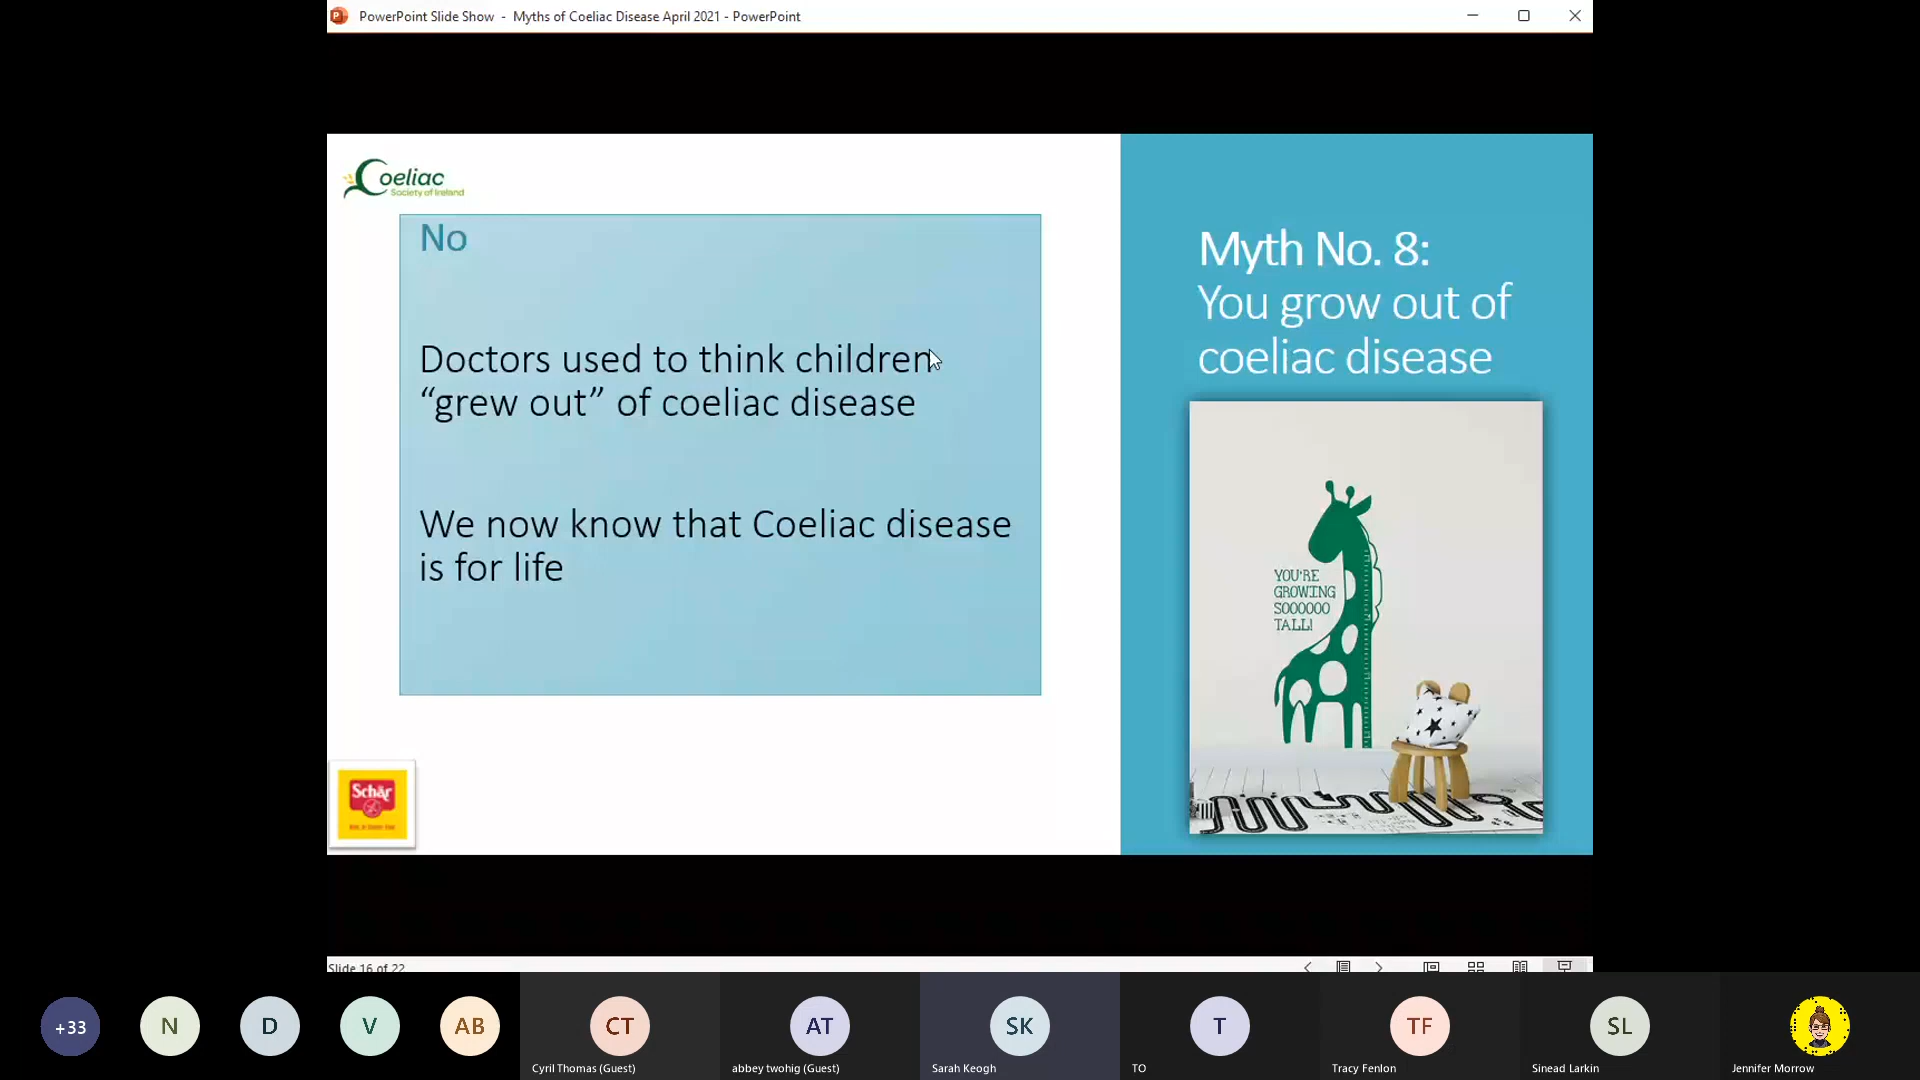 PowerPoint Slide Show - Myths of Coeliac Disease April 2021 - PowerPoint
Coeliac
Society of Ireland
No
Doctors used to think children
“grew out” of coeliac disease
We now know that Coeliac disease
is for life
Myth No. 8:
You grow out of
coeliac disease
YOU'RE
GROWING
SOOOOOO
TALL!
Schär
Slide 16 of 22
+33
N
D
V
AB
CT
AT
SK
T
TF
SL
Cyril Thomas (Guest)
abbey twohig (Guest)
Sarah Keogh
TO
Tracy Fenlon
Sinead Larkin
Jennifer Morrow